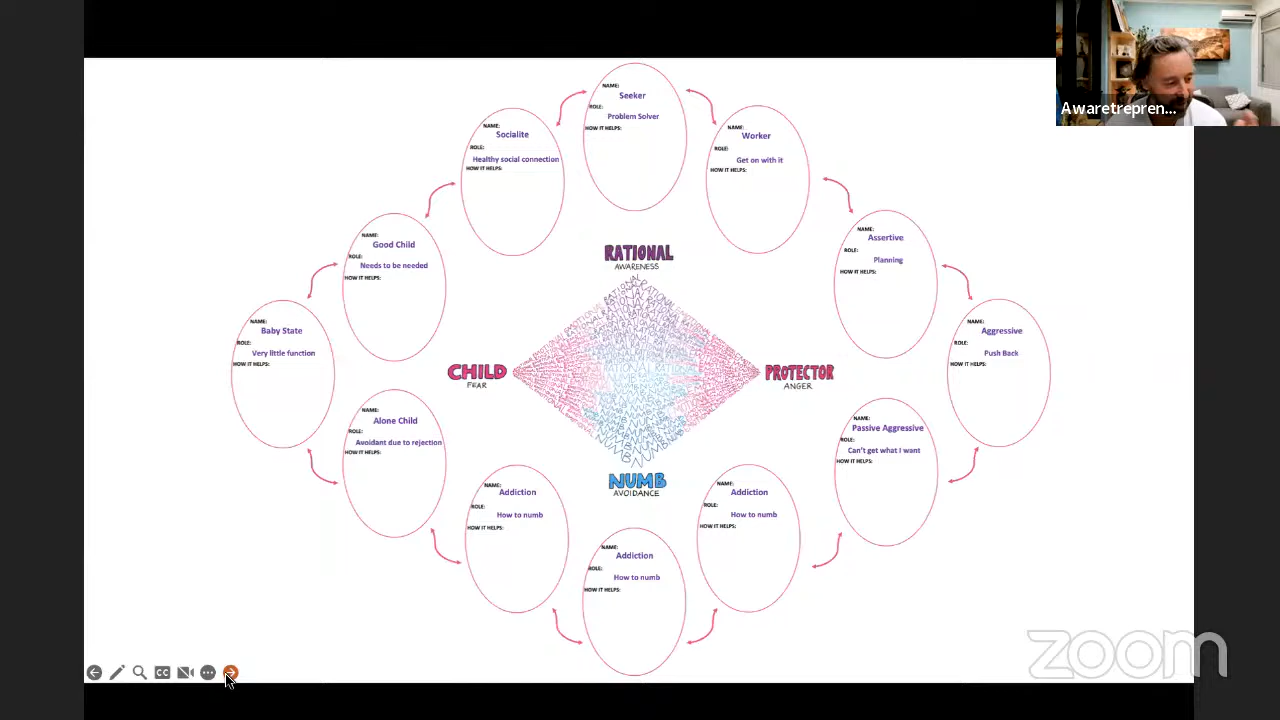 Awaretrepren...
NAME:
Seeker
ROLE:
Problem Solver
HOW IT HELPS:
NAME:
Socialite
ROLE:
Healthy social connection
HOW IT HELPS:
NAME:
Worker
ROLE:
Get on with it
HOW IT HELPS:
NAME:
Good Child
ROLE:
Needs to be needed
HOW IT HELPS:
NAME:
Assertive
ROLE:
Planning
HOW IT HELPS:
RATIONAL
AWARENESS
NAME:
Baby State
ROLE:
Very little function
HOW IT HELPS:
NAME:
Aggressive
ROLE:
Push Back
HOW IT HELPS:
CHILD
FEAR
RATIONAL RATIONAL
PROTECTOR
ANGER
NAME:
Alone Child
ROLE:
Avoidant due to rejection
HOW IT HELPS:
NAME:
Passive Aggressive
ROLE:
Can't get what I want
HOW IT HELPS:
NUMB
AVOIDANCE
NAME:
Addiction
ROLE:
How to numb
HOW IT HELPS:
NAME:
Addiction
ROLE:
How to numb
HOW IT HELPS:
NAME:
Addiction
ROLE:
How to numb
HOW IT HELPS:
CC
zoom